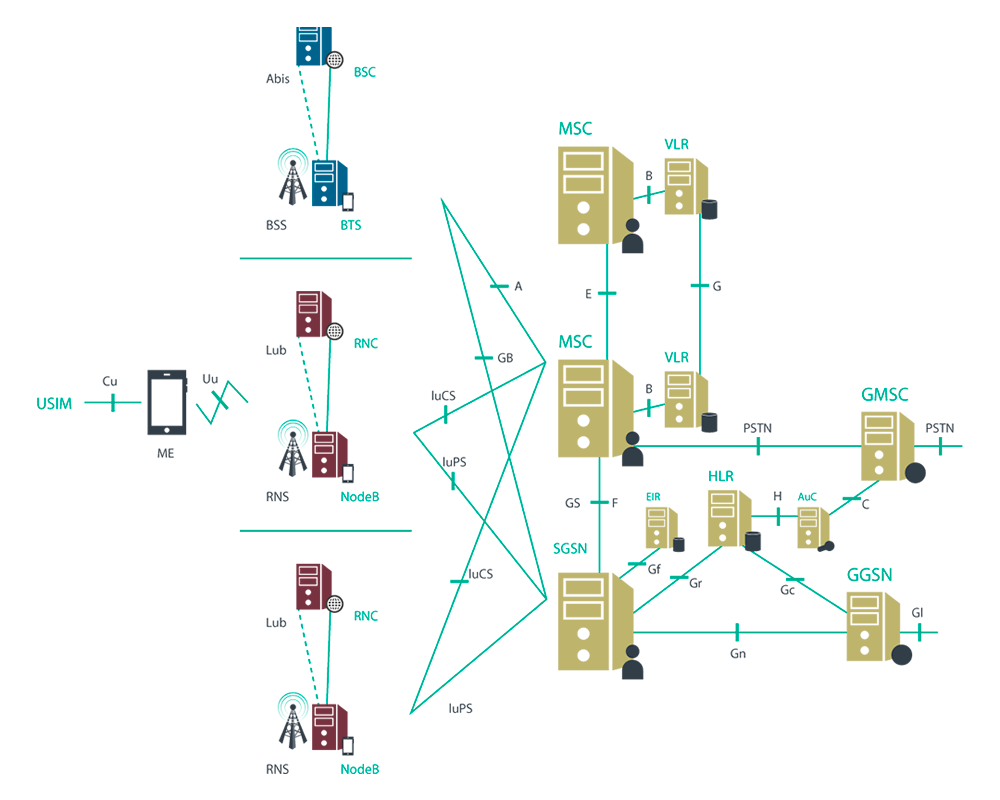 Abis
BSC
BSS
BTS
Lub
RNC
RNS
NodeB
Lub
RNC
RNS
NodeB
USIM
Cu
ME
Uu
A
GB
IuCS
IuPS
IuCS
IuPS
MSC
B
VLR
E
G
MSC
B
VLR
GS
F
PSTN
GMSC
PSTN
SGSN
EIR
HLR
H
AuC
C
Gf
Gr
Gc
GGSN
Gn
GI